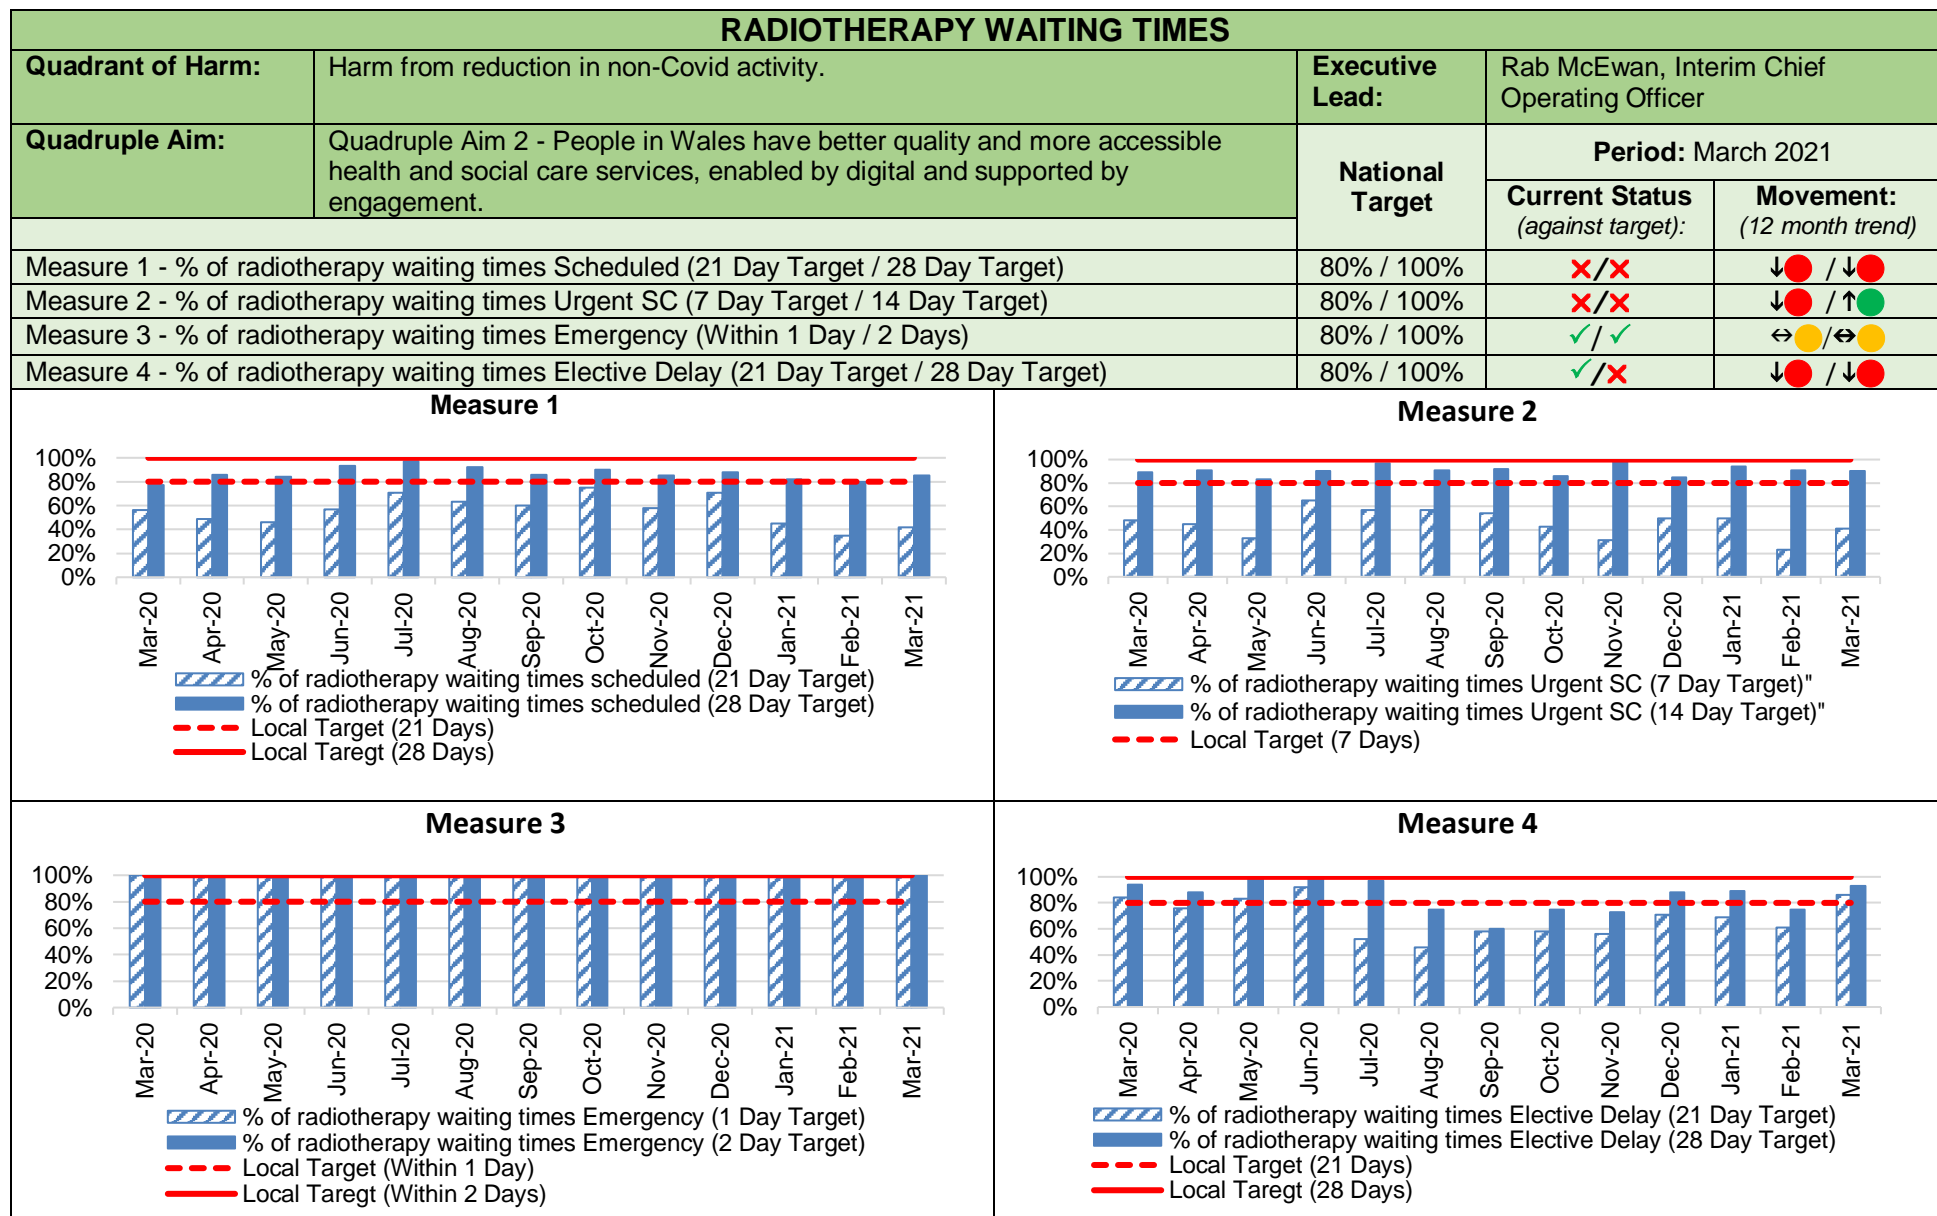 RADIOTHERAPY WAITING TIMES
Quadrant of Harm:
Harm from reduction in non-Covid activity.
Executive
Lead:
Rab McEwan, Interim Chief
Operating Officer
Quadruple Aim:
Quadruple Aim 2 - People in Wales have better quality and more accessible
health and social care services, enabled by digital and supported by
engagement.
National
Target
Period: March 2021
Current Status
(against target):
Movement:
(12 month trend)
Measure 1 - % of radiotherapy waiting times Scheduled (21 Day Target / 28 Day Target)
80% / 100%
✗/✗
↓ / ↓
Measure 2 - % of radiotherapy waiting times Urgent SC (7 Day Target / 14 Day Target)
80% / 100%
✗/✗
↓ / ↑
Measure 3 - % of radiotherapy waiting times Emergency (Within 1 Day / 2 Days)
80% / 100%
✓/ ✓
↔ / ↔
Measure 4 - % of radiotherapy waiting times Elective Delay (21 Day Target / 28 Day Target)
80% / 100%
✓/✗
↓ / ↓
Measure 1
100%
80%
60%
40%
20%
0%
Mar-20
Apr-20
May-20
Jun-20
Jul-20
Aug-20
Sep-20
Oct-20
Nov-20
Dec-20
Jan-21
Feb-21
Mar-21
% of radiotherapy waiting times scheduled (21 Day Target)
% of radiotherapy waiting times scheduled (28 Day Target)
Local Target (21 Days)
Local Taregt (28 Days)
Measure 2
100%
80%
60%
40%
20%
0%
Mar-20
Apr-20
May-20
Jun-20
Jul-20
Aug-20
Sep-20
Oct-20
Nov-20
Dec-20
Jan-21
Feb-21
Mar-21
% of radiotherapy waiting times Urgent SC (7 Day Target)"
% of radiotherapy waiting times Urgent SC (14 Day Target)"
Local Target (7 Days)
Measure 3
100%
80%
60%
40%
20%
0%
Mar-20
Apr-20
May-20
Jun-20
Jul-20
Aug-20
Sep-20
Oct-20
Nov-20
Dec-20
Jan-21
Feb-21
Mar-21
% of radiotherapy waiting times Emergency (1 Day Target)
% of radiotherapy waiting times Emergency (2 Day Target)
Local Target (Within 1 Day)
Local Taregt (Within 2 Days)
Measure 4
100%
80%
60%
40%
20%
0%
Mar-20
Apr-20
May-20
Jun-20
Jul-20
Aug-20
Sep-20
Oct-20
Nov-20
Dec-20
Jan-21
Feb-21
Mar-21
% of radiotherapy waiting times Elective Delay (21 Day Target)
% of radiotherapy waiting times Elective Delay (28 Day Target)
Local Target (21 Days)
Local Taregt (28 Days)